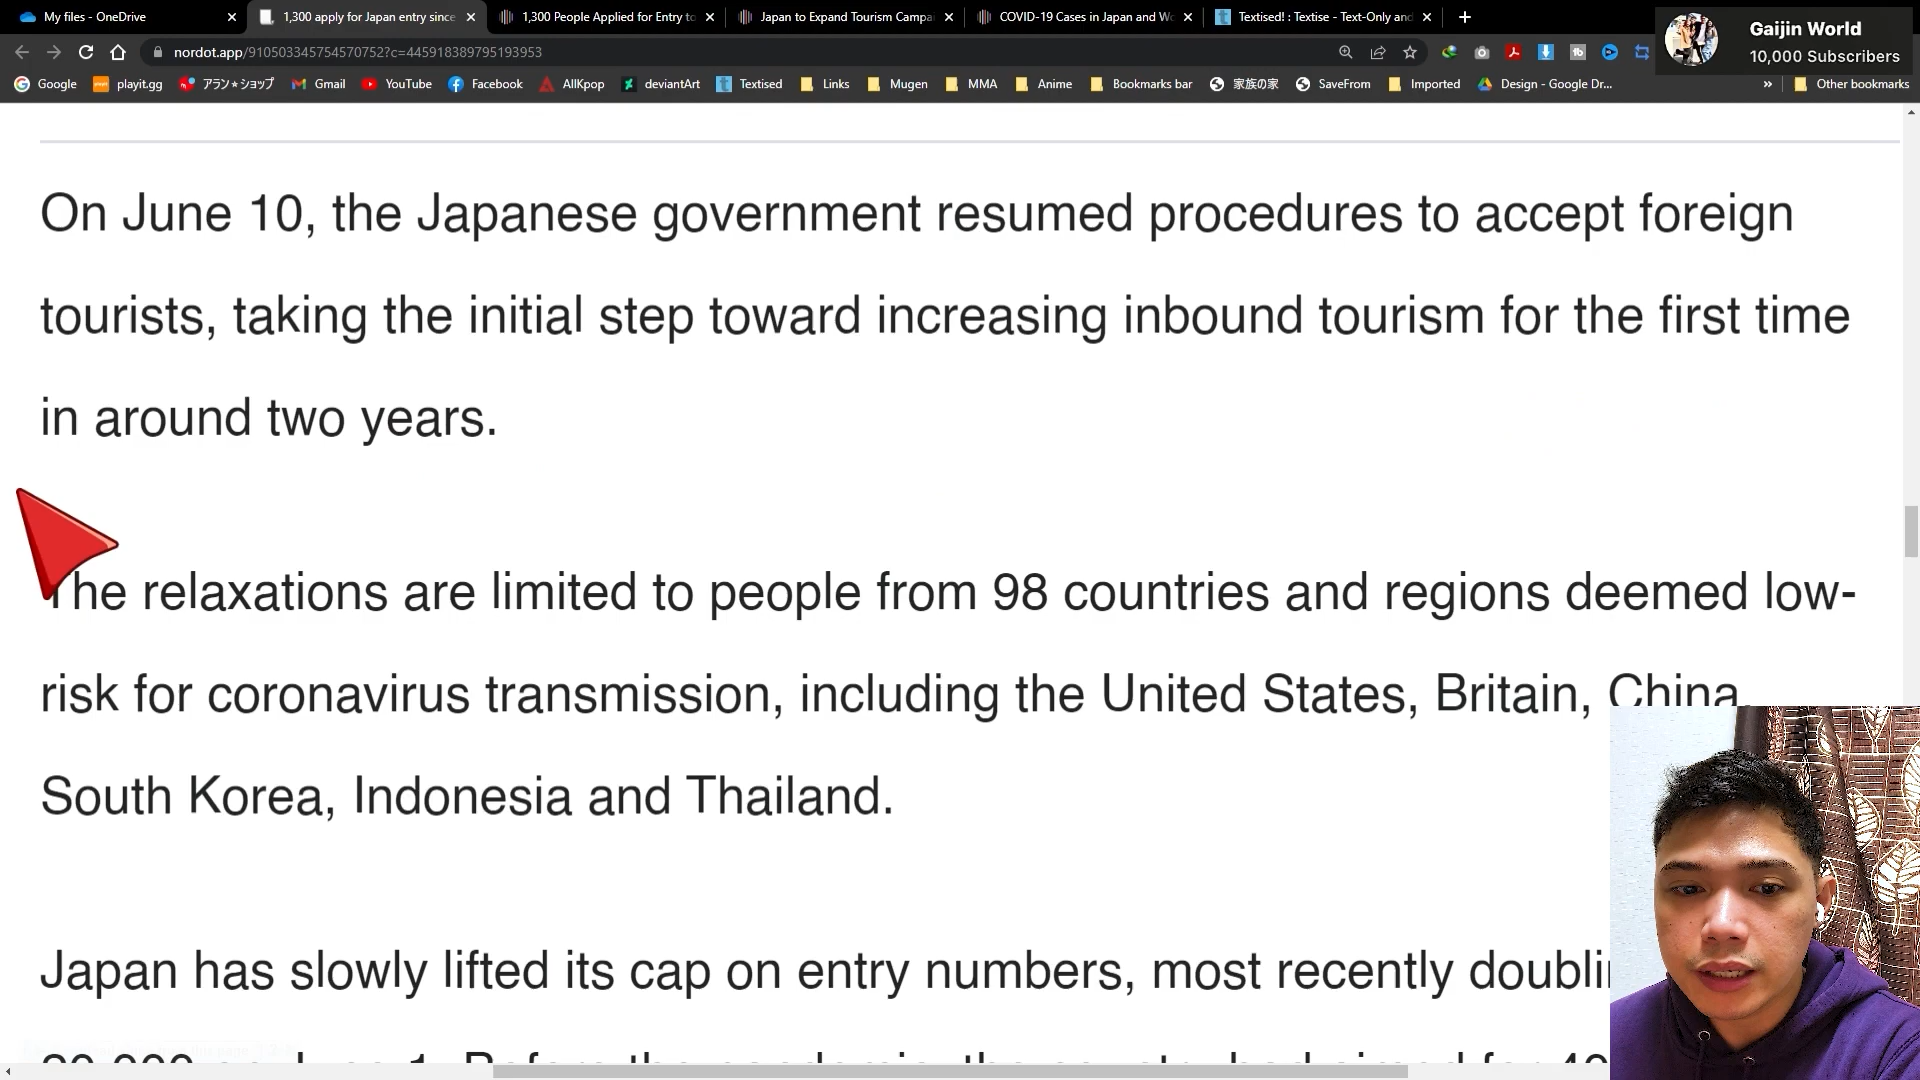 My files - OneDrive
1,300 apply for Japan entry since
1,300 People Applied for Entry to
Japan to Expand Tourism Campai
COVID-19 Cases in Japan and Wo
Textised! : Textise - Text-Only and
nordot.app/910503345754570752?c=445918389795193953
Gaijin World
10,000 Subscribers
Google
playit.gg
アラン★ショップ
Gmail
YouTube
Facebook
AllKpop
deviantArt
Textised
Links
Mugen
MMA
Anime
Bookmarks bar
家族の家
SaveFrom
Imported
Design - Google Dr...
Other bookmarks
On June 10, the Japanese government resumed procedures to accept foreign
tourists, taking the initial step toward increasing inbound tourism for the first time
in around two years.
The relaxations are limited to people from 98 countries and regions deemed low-
risk for coronavirus transmission, including the United States, Britain, China,
South Korea, Indonesia and Thailand.
Japan has slowly lifted its cap on entry numbers, most recently doubli